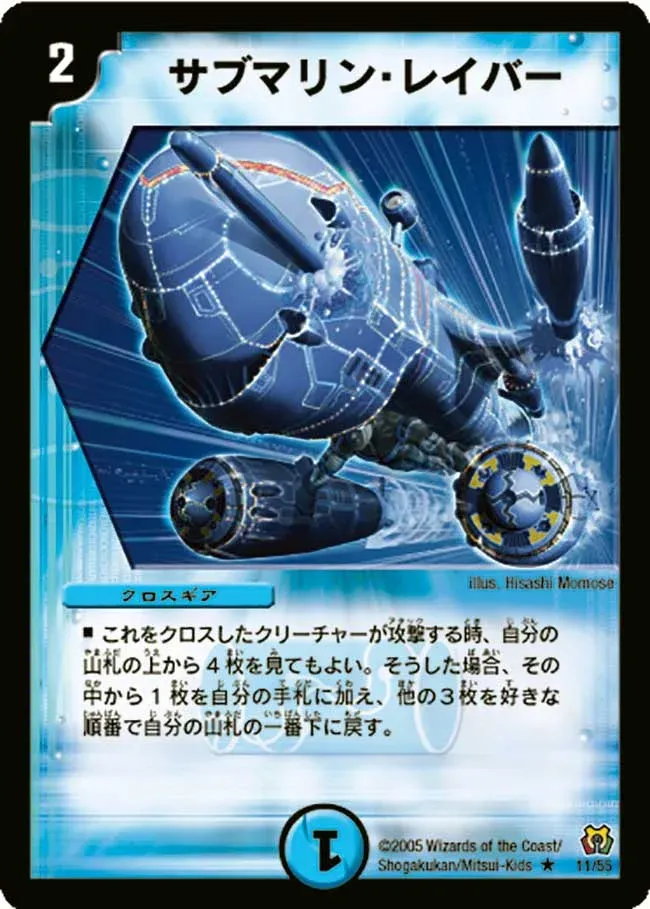 2
サブマリン・レイバー
illus. Hisashi Momose
クロスギア
■ これをクロスしたクリーチャーが攻撃する時、自分の
山札の上から4枚を見てもよい。そうした場合、その
中から1枚を自分の手札に加え、他の3枚を好きな
順番で自分の山札の一番下に戻す。
1
©2005 Wizards of the Coast/
Shogakukan/Mitsui-Kids ★ 11/55